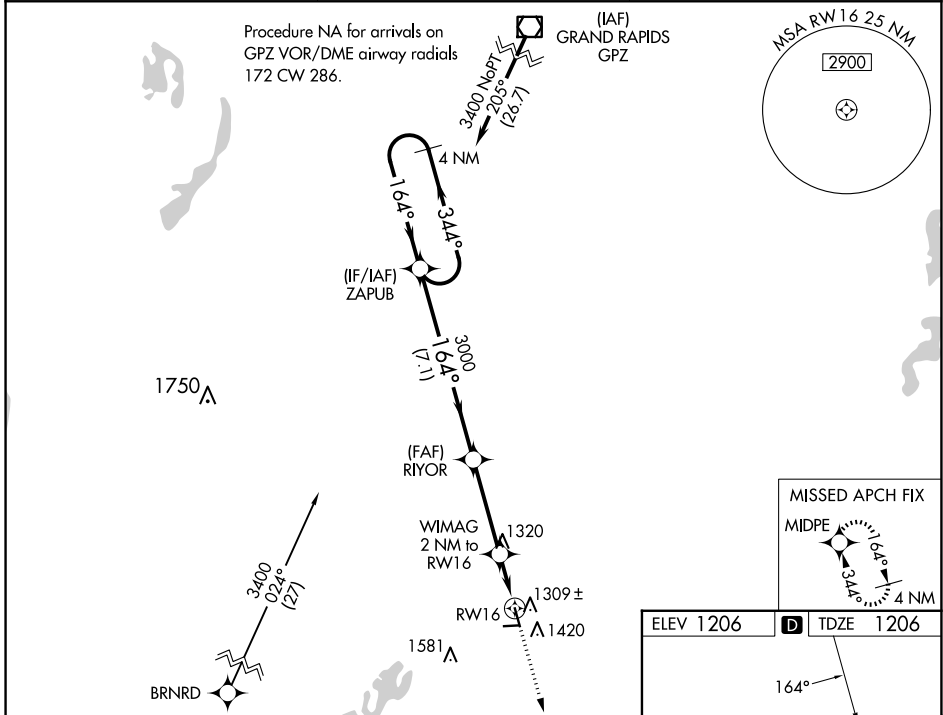 Procedure NA for arrivals on
GPZ VOR/DME airway radials
172 CW 286.
(IAF)
GRAND RAPIDS
GPZ
3400 NoPT
205°
(26.7)
MSA RW16 25 NM
2900
4 NM
164°
344°
(IF/IAF)
ZAPUB
3000
164°
(7.1)
1750
(FAF)
RIYOR
WIMAG
2 NM to
RW16
1320
RW16
1309 ±
1420
1581
3400
024°
(27)
BRNRD
MISSED APCH FIX
MIDPE
164°
344°
4 NM
ELEV 1206
D
TDZE 1206
164°